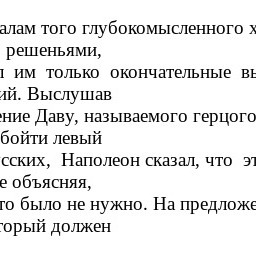 алам того глубокомысленного х
решеньями,
л им только окончательные вы
ий. Выслушав
ение Даву, называемого герцого
бойти левый
сских, Наполеон сказал, что эт
е объясняя,
то было не нужно. На предложе
торый должен